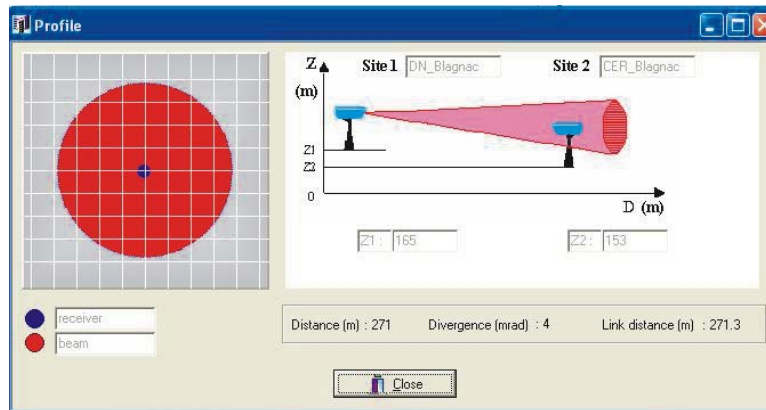 Profile
Z
(m)
Site 1 DN_Blagnac Site 2 CER_Blagnac
Z1
Z2
0
D (m)
Z1 : 165 Z2 : 153
receiver
beam
Distance (m) : 271 Divergence (mrad) : 4 Link distance (m) : 271.3
Close